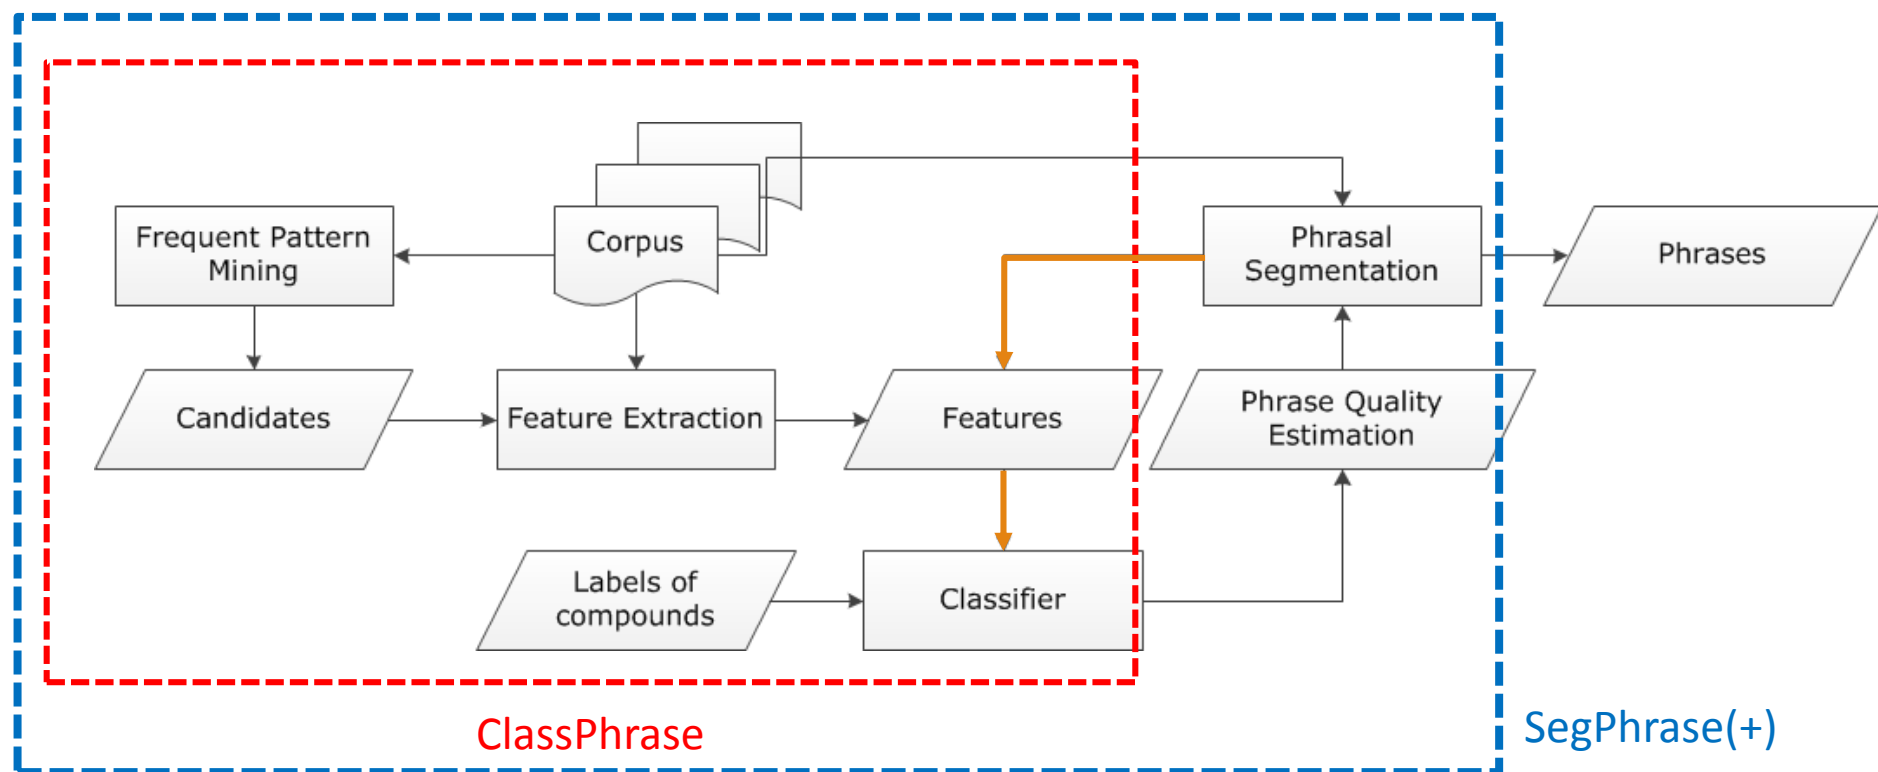 Frequent Pattern
Mining
Corpus
Phrasal
Segmentation
Phrases
Candidates
Feature Extraction
Features
Phrase Quality
Estimation
Labels of
compounds
Classifier
ClassPhrase
SegPhrase(+)